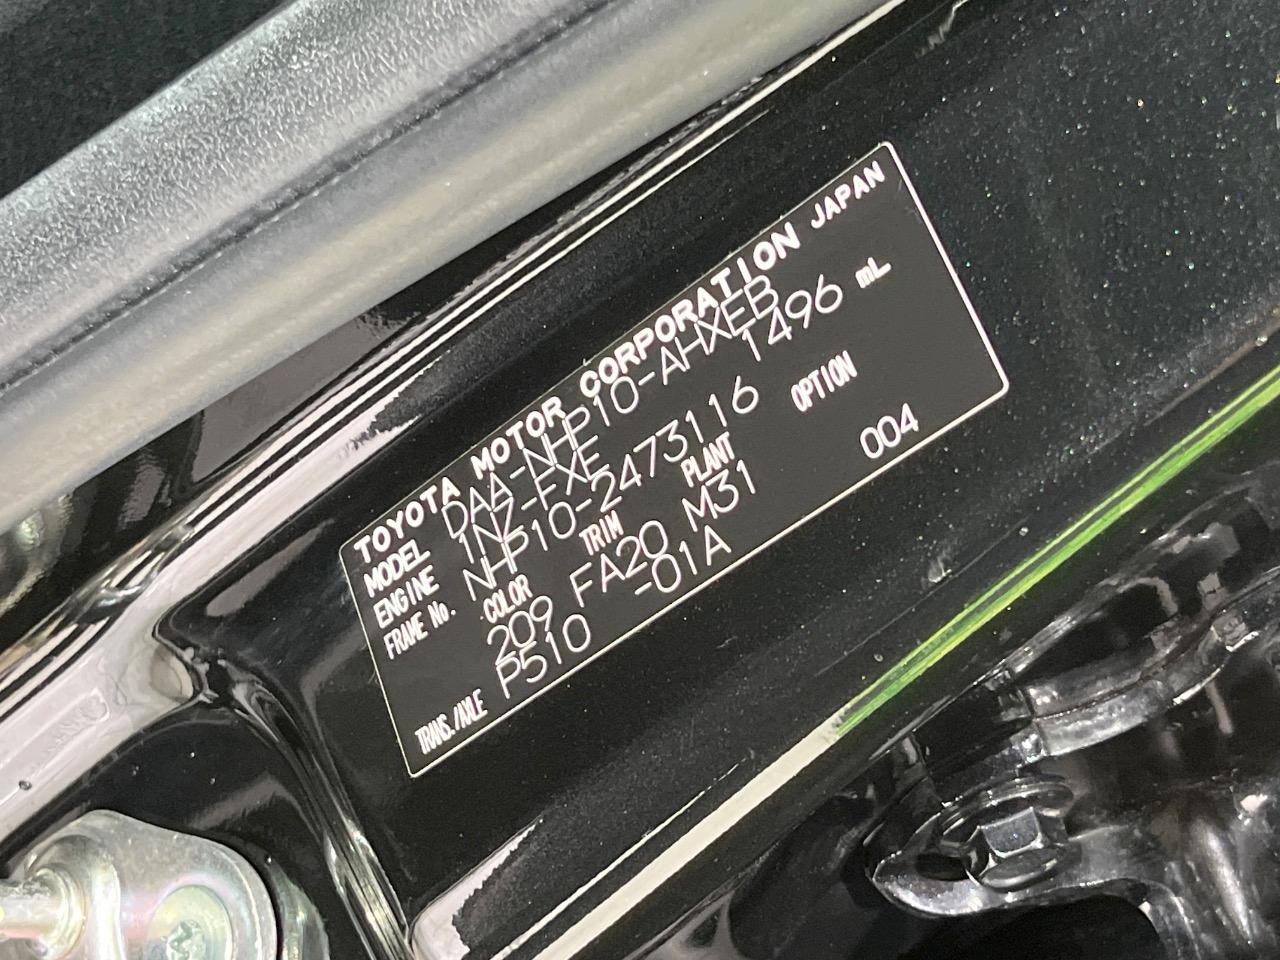 TOYOTA MOTOR CORPORATION JAPAN
MODEL DAA-NHP10-AHXEB
ENGINE 1NZ-FXE 1496 mL
FRAME No. NHP10-2473116
COLOR TRIM PLANT OPTION
209 FA20 M31 004
TRANS./AXLE P510 -01A